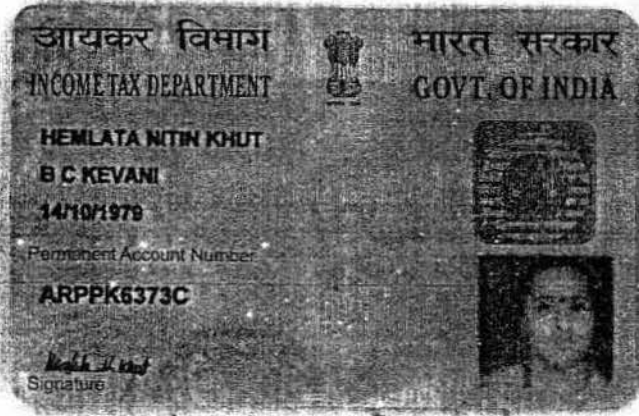 आयकर विभाग
भारत सरकार
INCOME TAX DEPARTMENT
GOVT. OF INDIA
HEMLATA NITIN KHUT
B C KEVANI
14/10/1979
Permanent Account Number
ARPPK6373C
Signature